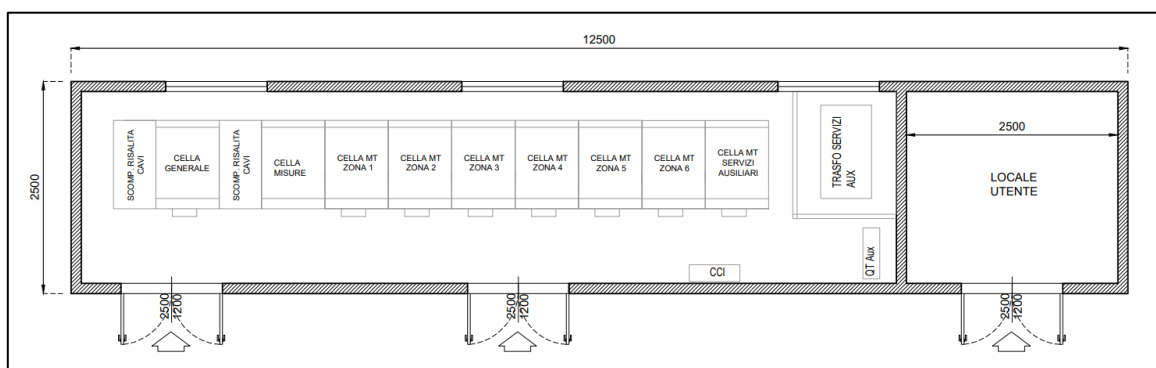 12500
2500
SCOMP. RISALITA
CAVI
CELLA
GENERALE
SCOMP. RISALITA
CAVI
CELLA
MISURE
CELLA MT
ZONA 1
CELLA MT
ZONA 2
CELLA MT
ZONA 3
CELLA MT
ZONA 4
CELLA MT
ZONA 5
CELLA MT
ZONA 6
CELLA MT
SERVIZI
AUSILIARI
TRASFO SERVIZI
AUX
2500
LOCALE
UTENTE
CCI
QT Aux
2500
1200
2500
1200
2500
1200